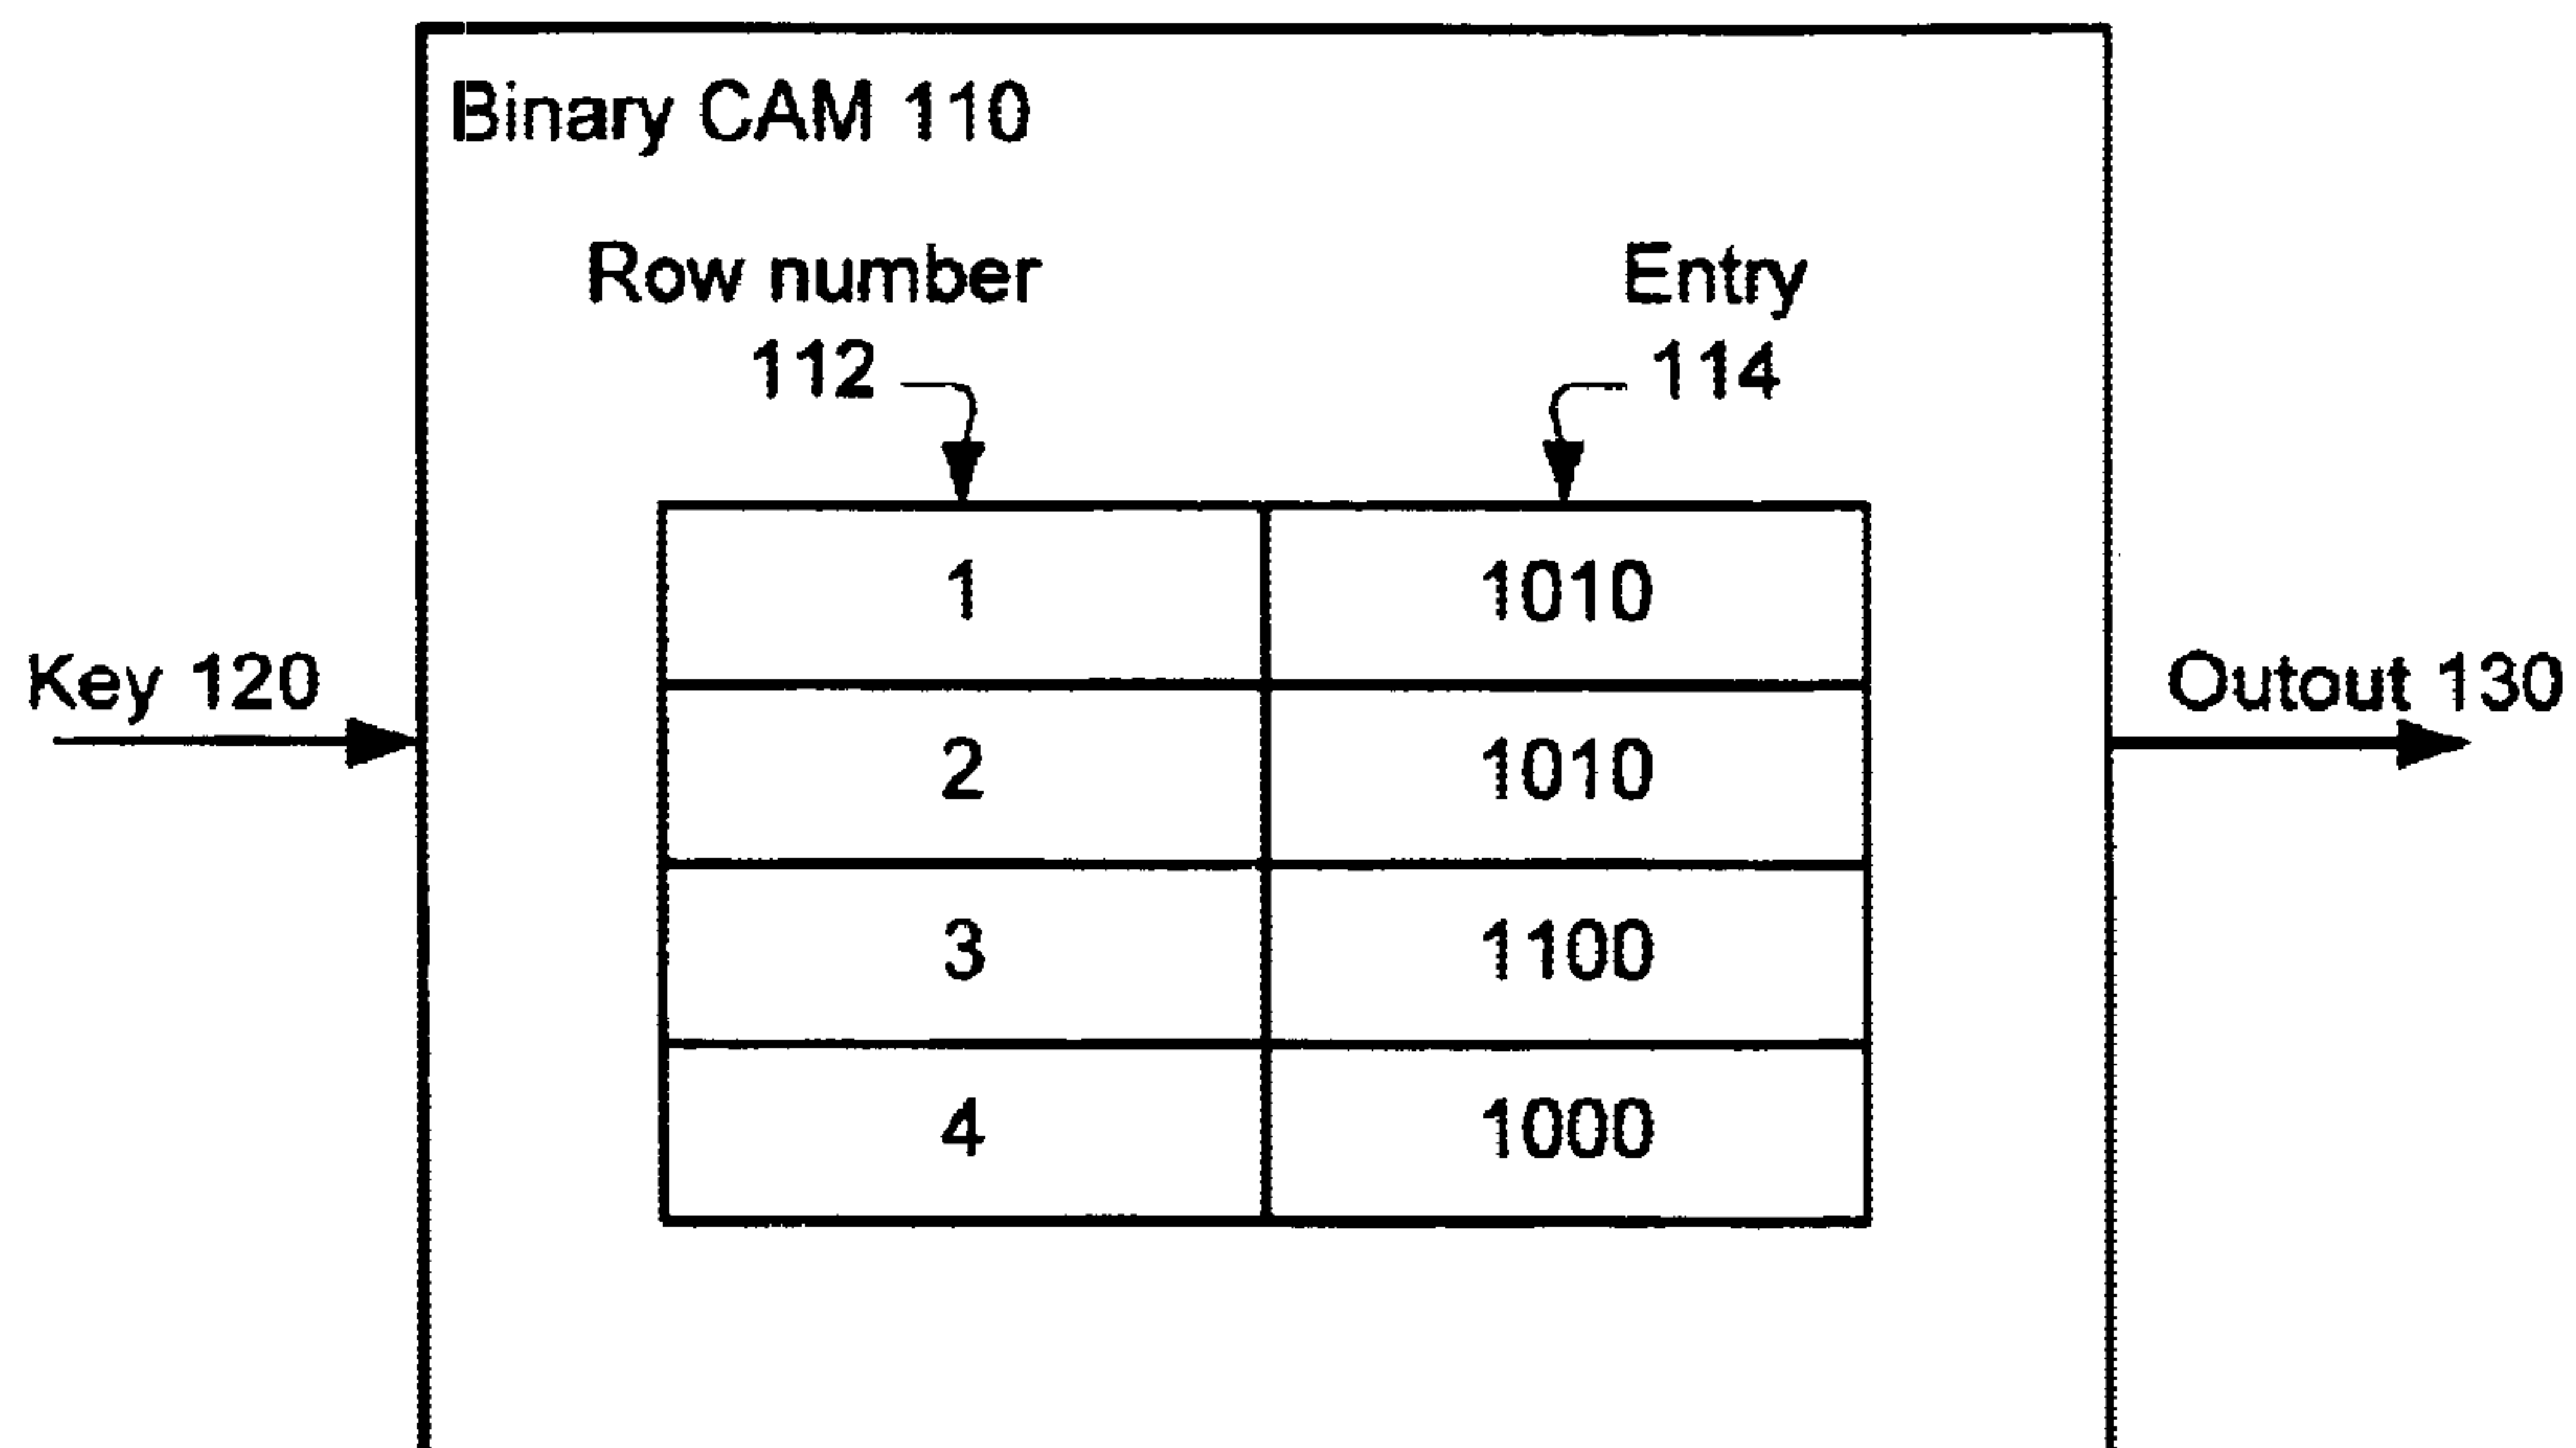 Binary CAM 110
Row number
112
Entry
114
1 1010
Key 120
Outout 130
2 1010
3 1100
4 1000